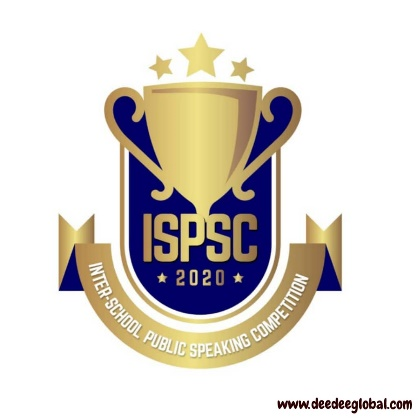 ISPSC
2020
INTER-SCHOOL PUBLIC SPEAKING COMPETITION
www.deedeeglobal.com